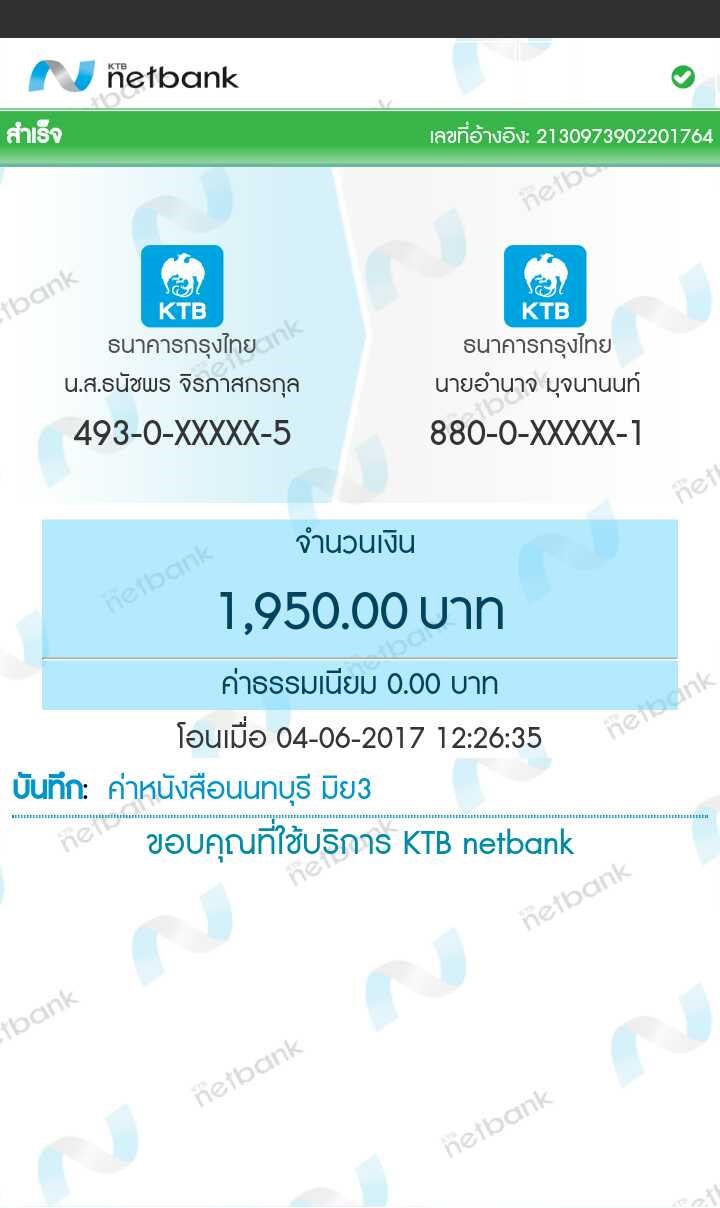 KTB netbank
สำเร็จ เลขที่อ้างอิง: 2130973902201764
KTB KTB
ธนาคารกรุงไทย ธนาคารกรุงไทย
น.ส.ธนัชพร จิรภาสกรกุล นายอำนาจ มุจนานนท์
493-0-XXXXX-5 880-0-XXXXX-1
จำนวนเงิน
1,950.00 บาท
ค่าธรรมเนียม 0.00 บาท
โอนเมื่อ 04-06-2017 12:26:35
บันทึก: ค่าหนังสือนนทบุรี มิย3
ขอบคุณที่ใช้บริการ KTB netbank